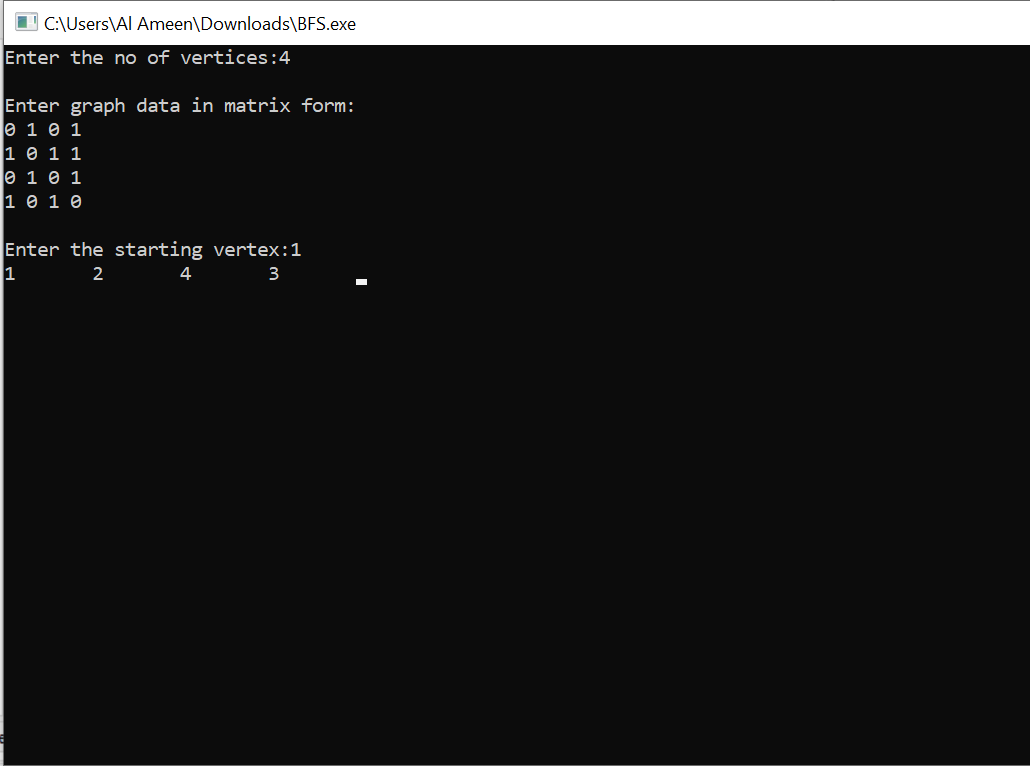 C:\Users\Al Ameen\Downloads\BFS.exe
Enter the no of vertices:4
Enter graph data in matrix form:
0 1 0 1
1 0 1 1
0 1 0 1
1 0 1 0
Enter the starting vertex:1
1 2 4 3